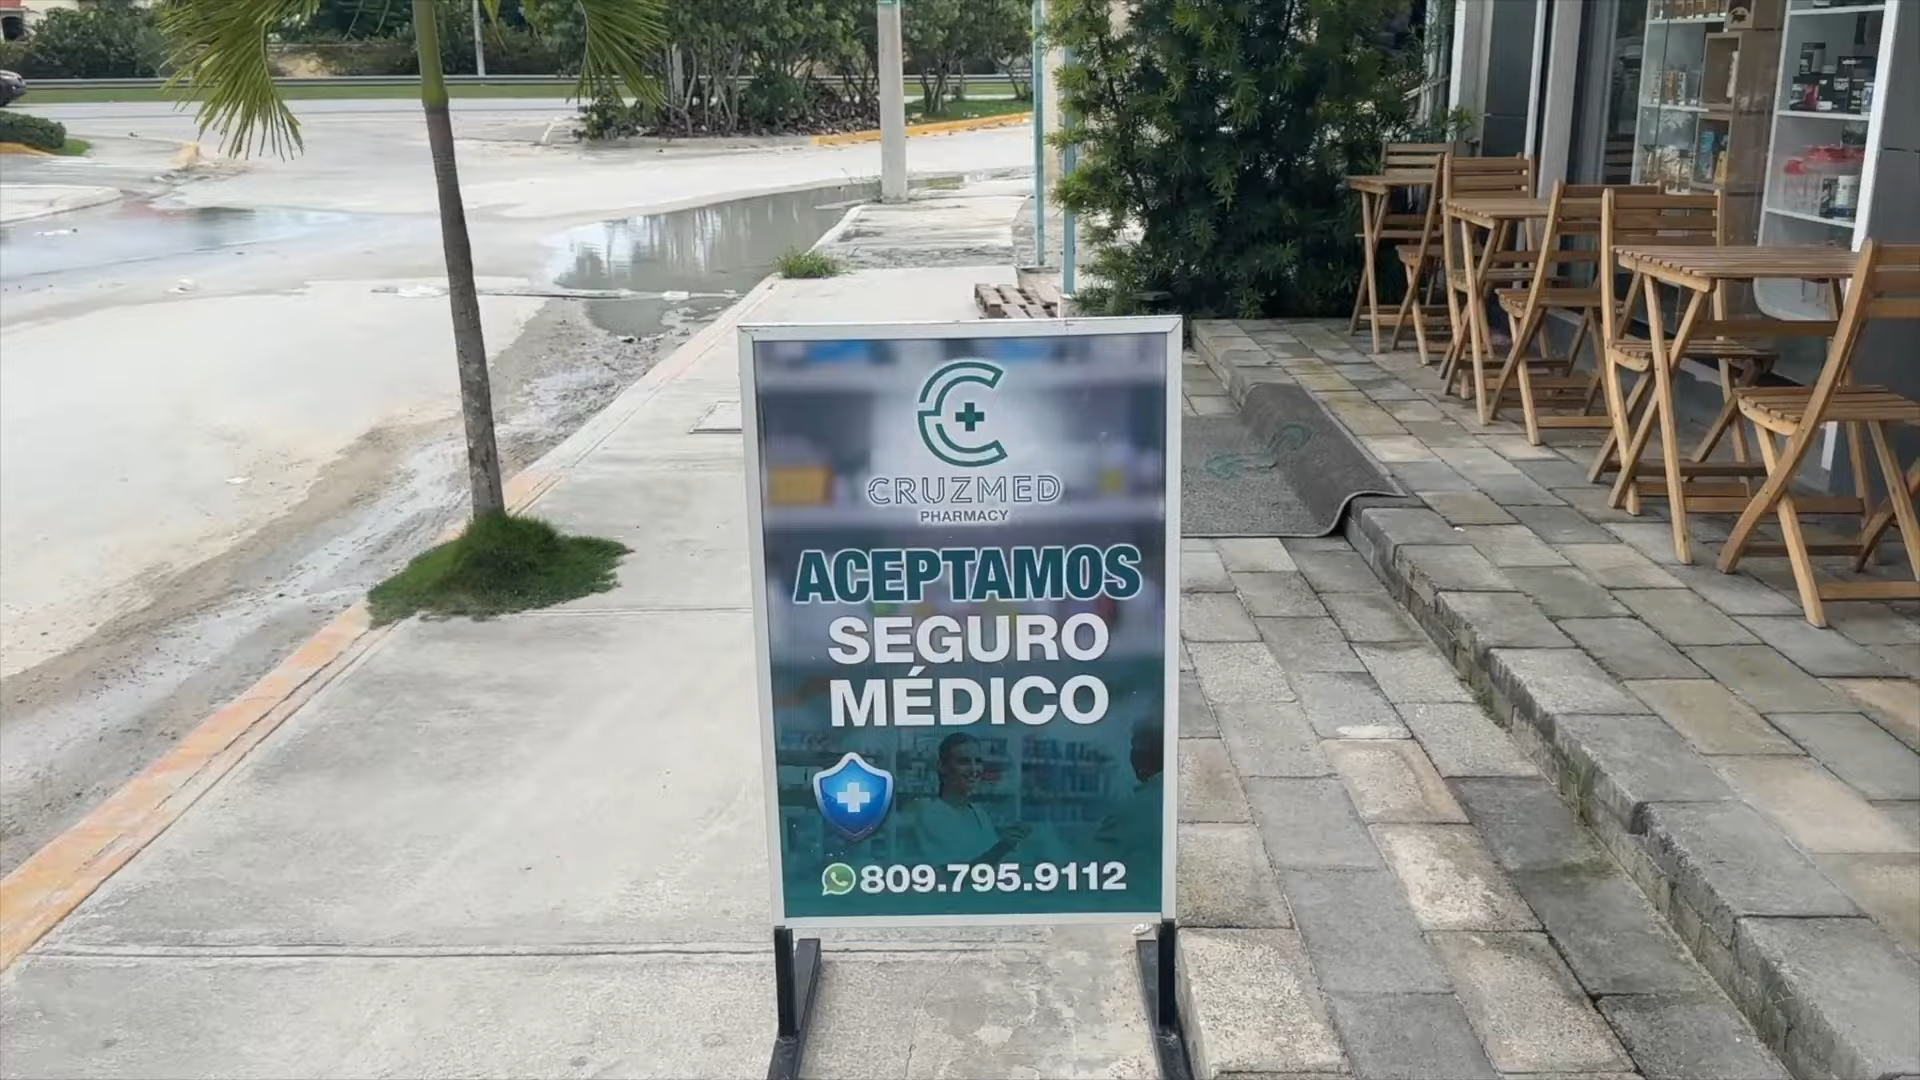 CRUZMED
PHARMACY
ACEPTAMOS
SEGURO
MÉDICO
809.795.9112